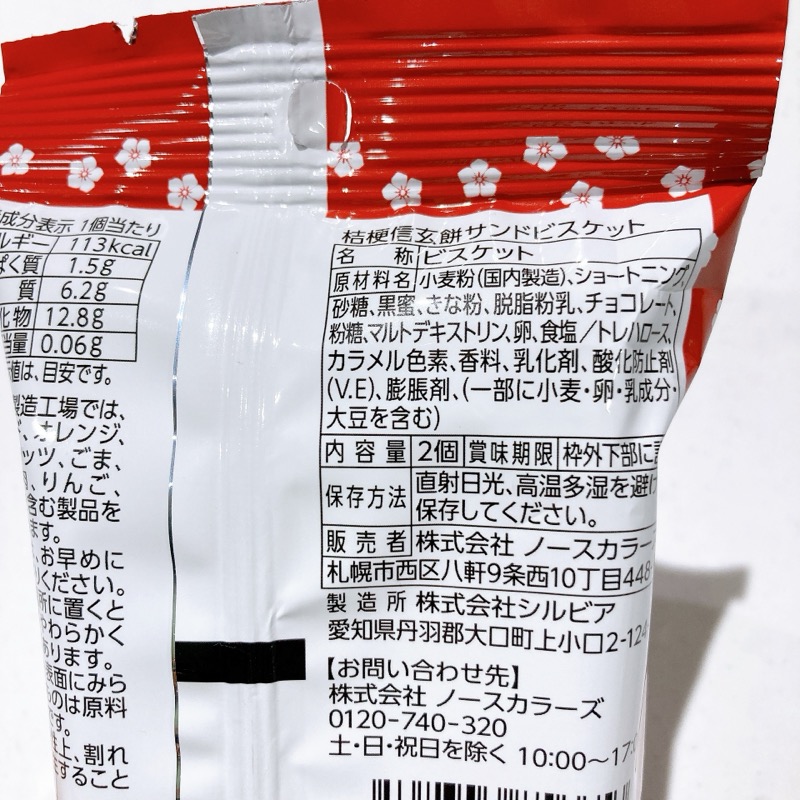 成分表示 1個当たり
ルギー 113kcal
ぱく質 1.5g
質 6.2g
化物 12.8g
当量 0.06g
値は、目安です。
製造工場では、
オレンジ、
ッツ、ごま、
りんご、
含む製品を
ます。
、お早めに
りください。
所に置くと
やわらかく
あります。
表面にみら
ものは原料
です。
上、割れ
すること
桔梗信玄餅サンドビスケット
名称 ビスケット
原材料名 小麦粉(国内製造)、ショートニング、
砂糖、黒蜜、きな粉、脱脂粉乳、チョコレート、
粉糖、マルトデキストリン、卵、食塩/トレハロース、
カラメル色素、香料、乳化剤、酸化防止剤
(V.E)、膨脹剤、(一部に小麦・卵・乳成分・
大豆を含む)
内容量 2個 賞味期限 枠外下部に
保存方法 直射日光、高温多湿を避け
保存してください。
販売者 株式会社 ノースカラーズ
札幌市西区八軒9条西10丁目448-
製造所 株式会社シルビア
愛知県丹羽郡大口町上小口2-124
【お問い合わせ先】
株式会社 ノースカラーズ
0120-740-320
土・日・祝日を除く 10:00〜17: